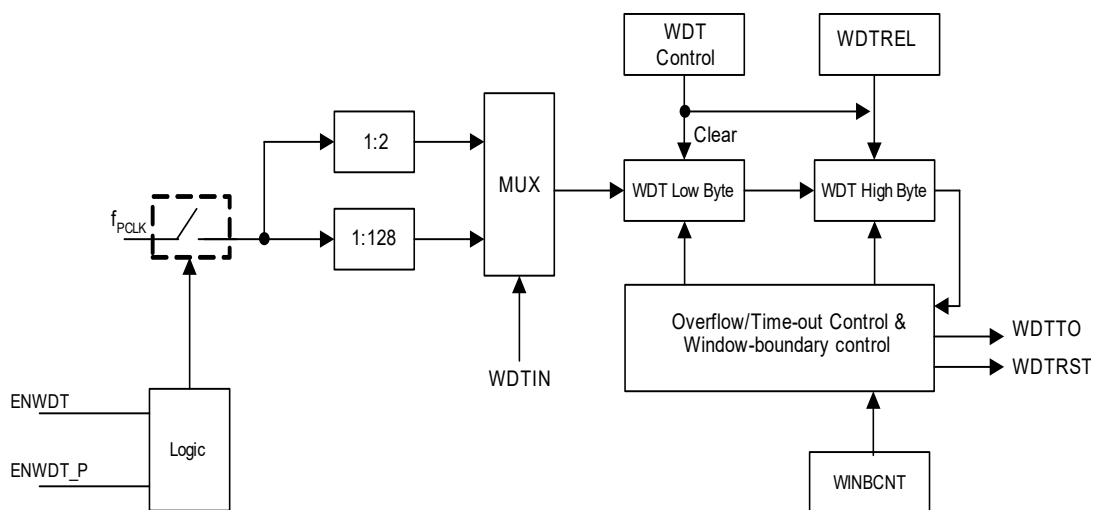 WDT
Control
WDTREL
1:2
Clear
MUX
WDT Low Byte
WDT High Byte
fPCLK
1:128
Overflow/Time-out Control &
Window-boundary control
WDTTO
WDTRST
WDTIN
ENWDT
Logic
ENWDT_P
WINBCNT